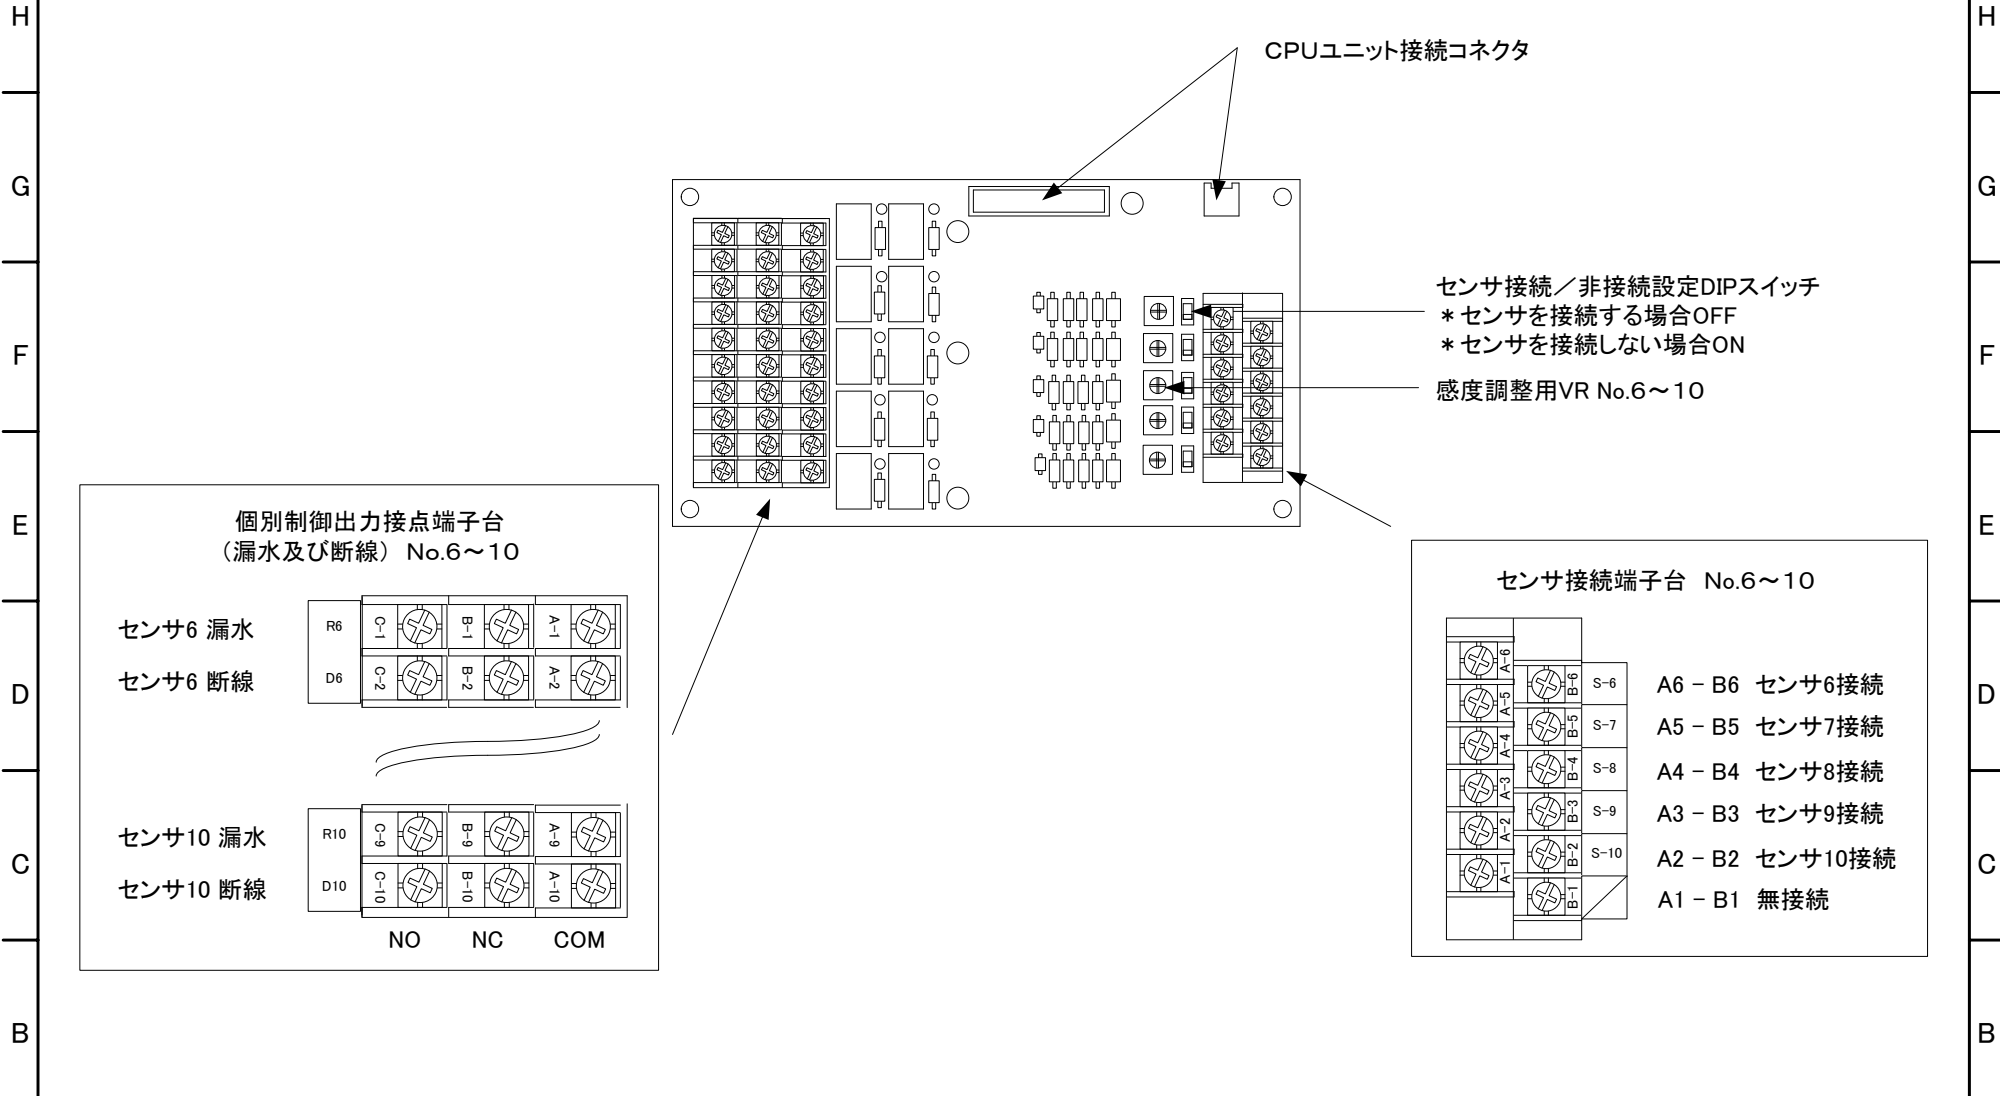 H
H
CPUユニット接続コネクタ
G
G
センサ接続／非接続設定DIPスイッチ
＊センサを接続する場合OFF
＊センサを接続しない場合ON
F
F
感度調整用VR No.6～10
E
E
個別制御出力接点端子台
（漏水及び断線） No.6～10
センサ6 漏水 R6 C-1 B-1 A-1
センサ6 断線 D6 C-2 B-2 A-2
センサ10 漏水 R10 C-9 B-9 A-9
センサ10 断線 D10 C-10 B-10 A-10
NO NC COM
センサ接続端子台 No.6～10
A-6
B-6 S-6 A6 − B6 センサ6接続
A-5
B-5 S-7 A5 − B5 センサ7接続
A-4
B-4 S-8 A4 − B4 センサ8接続
A-3
B-3 S-9 A3 − B3 センサ9接続
A-2
B-2 S-10 A2 − B2 センサ10接続
A-1
B-1 A1 − B1 無接続
D
D
C
C
B
B